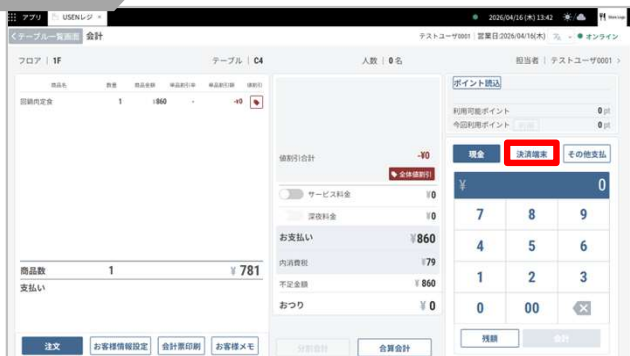 アプリ USENレジ ×
2026/04/16(木) 13:42
<テーブル一覧画面 会計
テストユーザ0001 営業日:2026/04/16(木) オンライン
フロア 1F テーブル C4 人数 0 名 担当者 テストユーザ0001 >
商品名 数量 商品金額 単品割引率 単品割引額 値割引
回鍋肉定食 1 ¥860 - -¥0
商品数 1 ¥ 781
支払い
注文 お客様情報設定 会計票印刷 お客様メモ
値割引合計 -¥0
全体値割引
サービス料金 ¥0
深夜料金 ¥0
お支払い ¥860
内消費税 ¥79
不足金額 ¥ 860
おつり ¥ 0
分割会計 合算会計
ポイント読込
利用可能ポイント 0 pt
今回利用ポイント 0 pt
現金 決済端末 その他支払
¥ 0
7 8 9
4 5 6
1 2 3
0 00
残額 会計